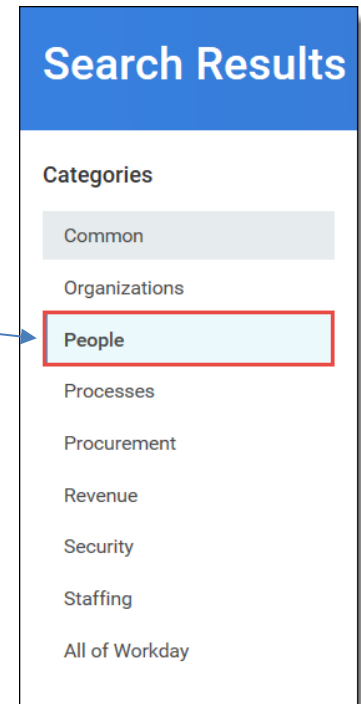 Search Results
Categories
Common
Organizations
People
Processes
Procurement
Revenue
Security
Staffing
All of Workday